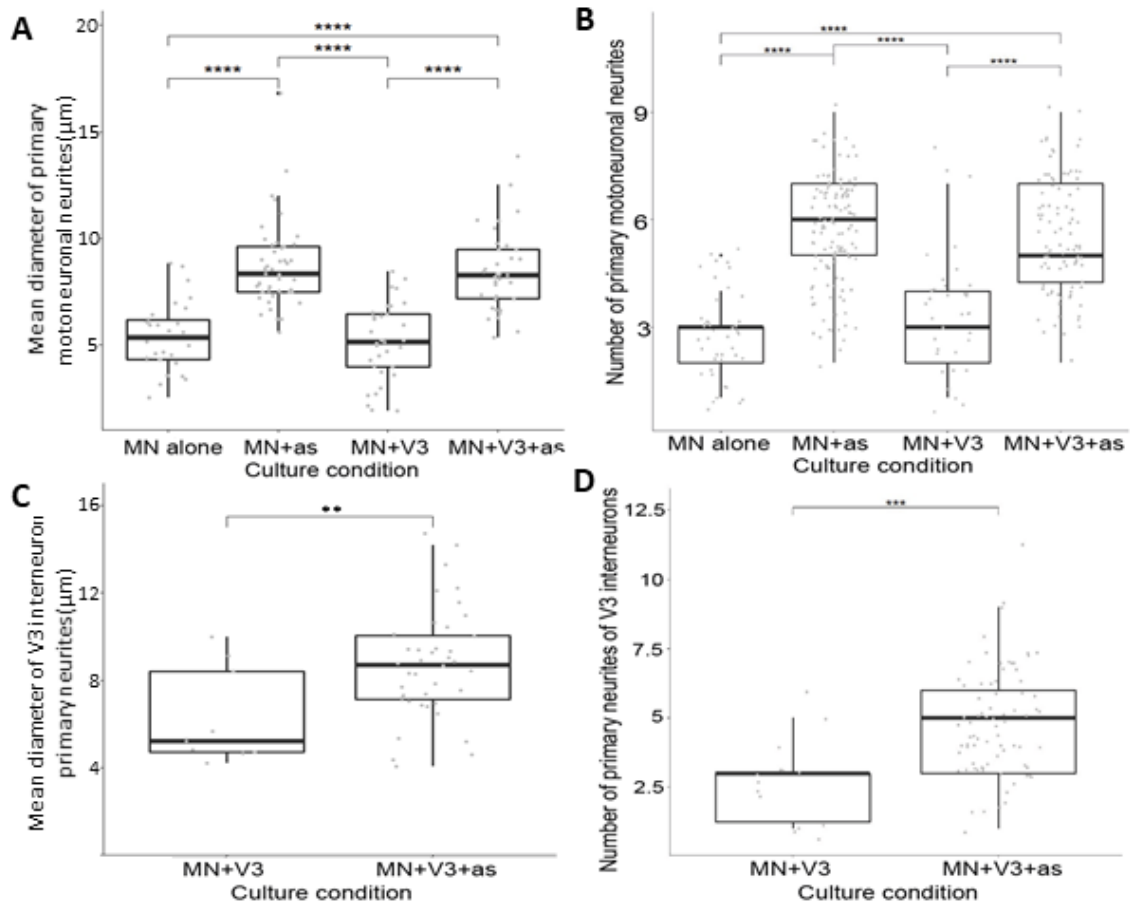 A
Mean diameter of primary
motoneuronal neurites(µm)
20
15
10
5
****
****
****
****
MN alone MN+as MN+V3 MN+V3+as
Culture condition
B
Number of primary motoneuronal neurites
9
6
3
****
****
****
****
MN alone MN+as MN+V3 MN+V3+as
Culture condition
C
Mean diameter of V3 interneuron
primary neurites(µm)
16
12
8
4
**
MN+V3 MN+V3+as
Culture condition
D
Number of primary neurites of V3 interneurons
12.5
10
7.5
5
2.5
***
MN+V3 MN+V3+as
Culture condition